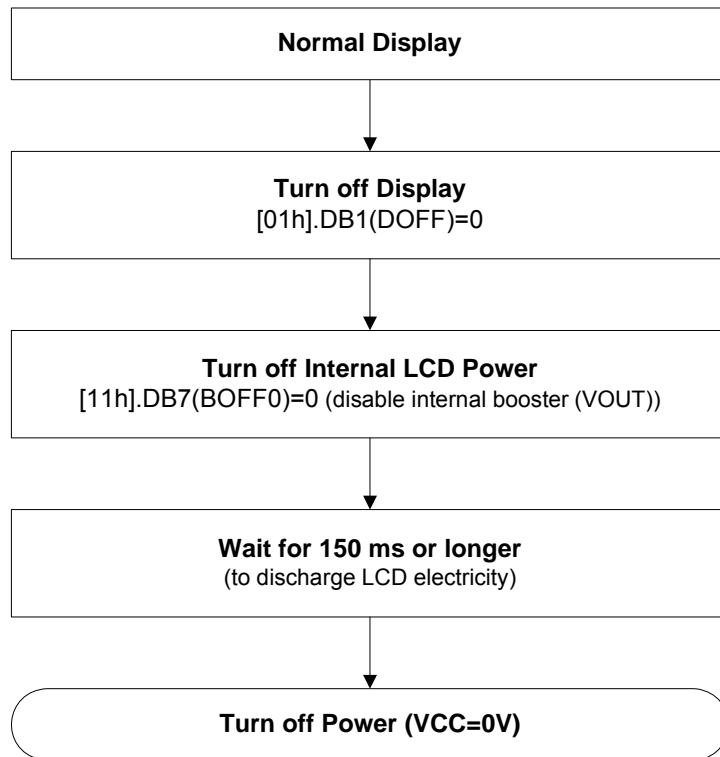 Normal Display
Turn off Display
[01h].DB1(DOFF)=0
Turn off Internal LCD Power
[11h].DB7(BOFF0)=0 (disable internal booster (VOUT))
Wait for 150 ms or longer
(to discharge LCD electricity)
Turn off Power (VCC=0V)